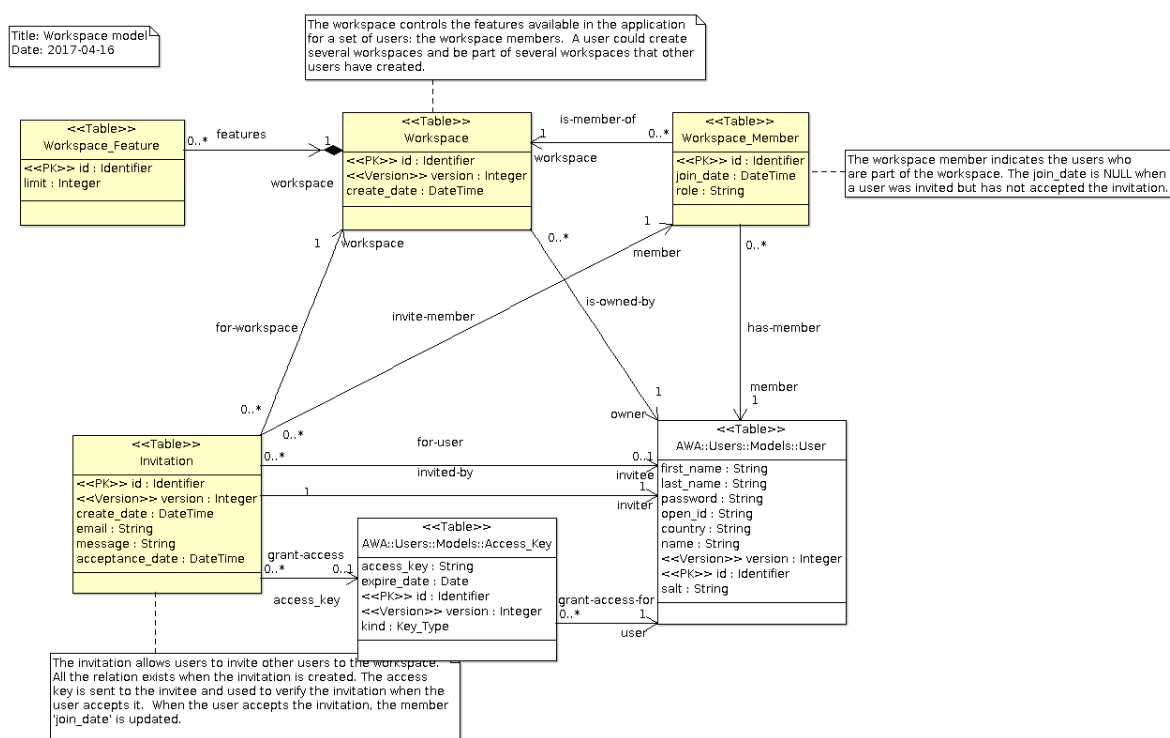 Title: Workspace model
Date: 2017-04-16
The workspace controls the features available in the application
for a set of users: the workspace members.  A user could create
several workspaces and be part of several workspaces that other
users have created.
<<Table>>
Workspace_Feature
<<PK>> id : Identifier
limit : Integer
0..*
features
1
workspace
<<Table>>
Workspace
<<PK>> id : Identifier
<<Version>> version : Integer
create_date : DateTime
is-member-of
1
0..*
workspace
<<Table>>
Workspace_Member
<<PK>> id : Identifier
join_date : DateTime
role : String
The workspace member indicates the users who
are part of the workspace. The join_date is NULL when
a user was invited but has not accepted the invitation.
1
workspace
for-workspace
0..*
1
member
invite-member
0..*
0..*
is-owned-by
1
owner
0..*
has-member
member
1
<<Table>>
Invitation
<<PK>> id : Identifier
<<Version>> version : Integer
create_date : DateTime
email : String
message : String
acceptance_date : DateTime
for-user
0..*
0..1
invitee
invited-by
1
1
inviter
grant-access
0..*
0..1
access_key
<<Table>>
AWA::Users::Models::Access_Key
access_key : String
expire_date : Date
<<PK>> id : Identifier
<<Version>> version : Integer
kind : Key_Type
grant-access-for
0..*
1
user
<<Table>>
AWA::Users::Models::User
first_name : String
last_name : String
password : String
open_id : String
country : String
name : String
<<Version>> version : Integer
<<PK>> id : Identifier
salt : String
The invitation allows users to invite other users to the workspace.
All the relation exists when the invitation is created. The access
key is sent to the invitee and used to verify the invitation when the
user accepts it.  When the user accepts the invitation, the member
'join_date' is updated.